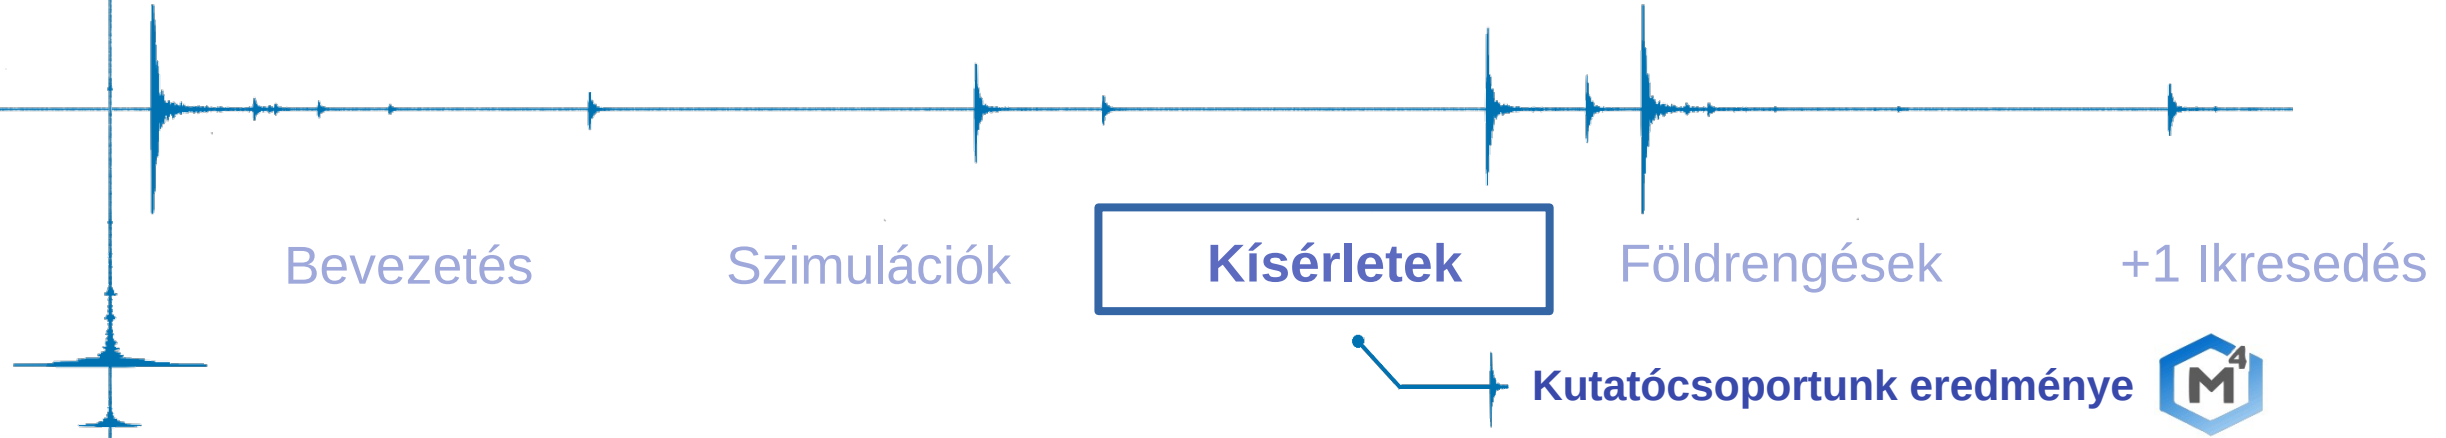 Bevezetés
Szimulációk
Kísérletek
Földrengések
+1 Ikresedés
Kutatócsoportunk eredménye
M4